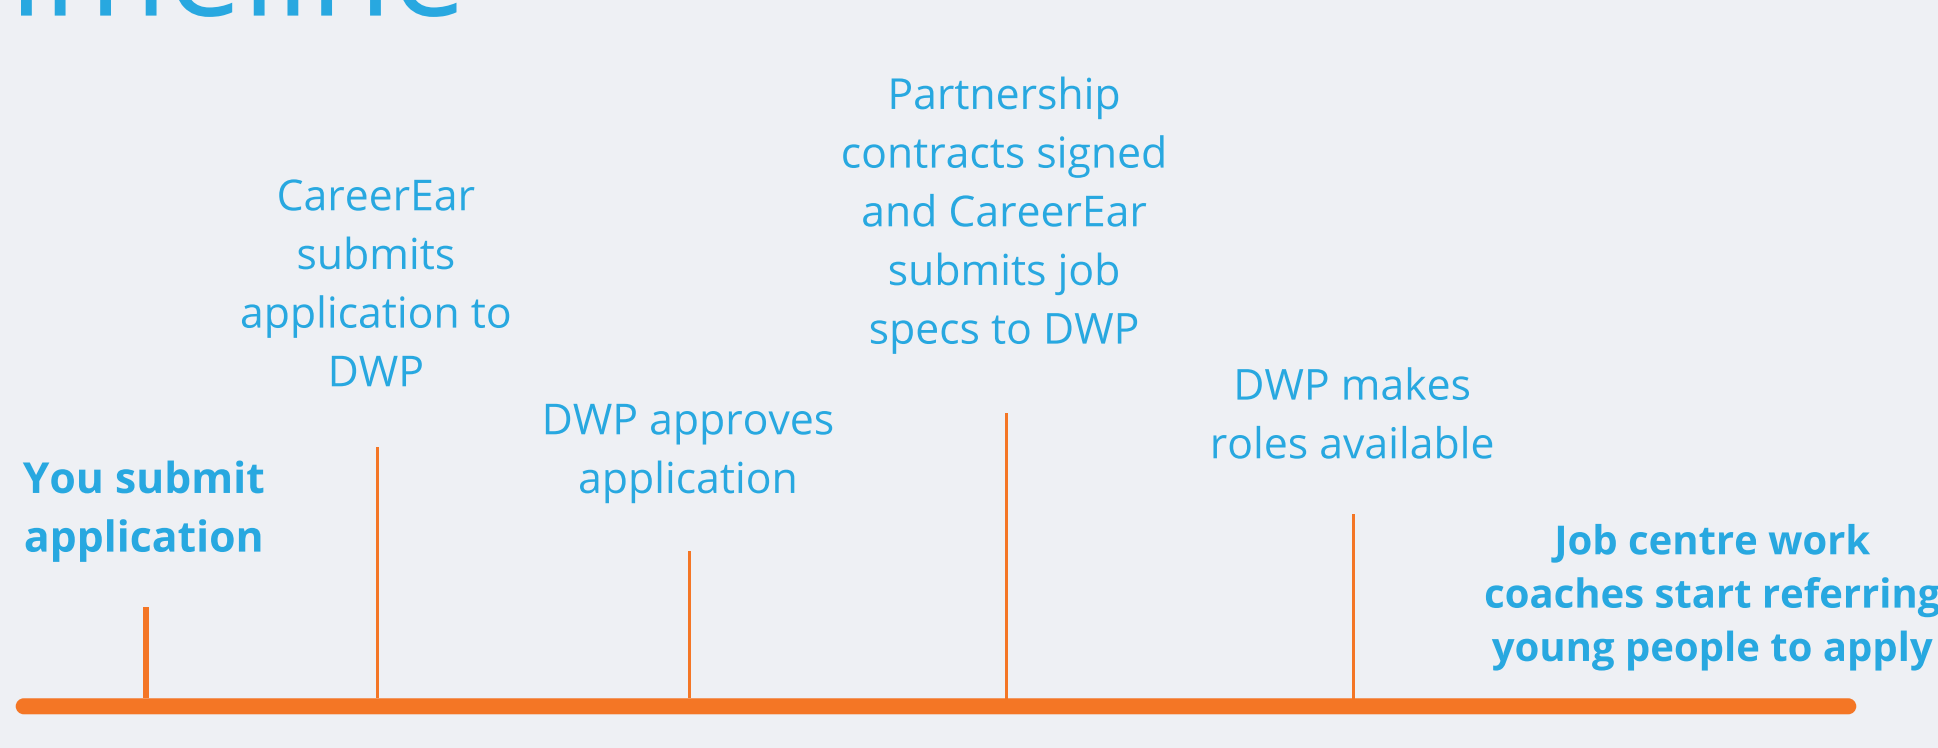 You submit
application
CareerEar
submits
application to
DWP
DWP approves
application
Partnership
contracts signed
and CareerEar
submits job
specs to DWP
DWP makes
roles available
Job centre work
coaches start referring
young people to apply